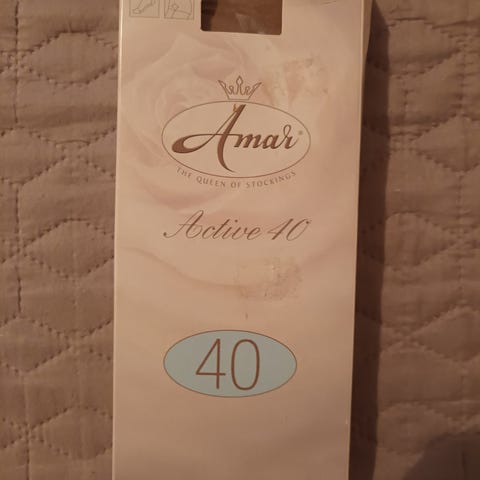 Amar®
THE QUEEN OF STOCKINGS
Active 40
40